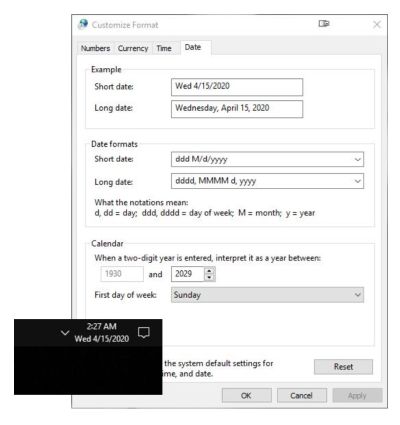 Customize Format
Numbers Currency Time Date
Example
Short date: Wed 4/15/2020
Long date: Wednesday, April 15, 2020
Date formats
Short date: ddd M/d/yyyy
Long date: dddd, MMMM d, yyyy
What the notations mean:
d, dd = day; ddd, dddd = day of week; M = month; y = year
Calendar
When a two-digit year is entered, interpret it as a year between:
1930 and 2029
First day of week: Sunday
2:27 AM
Wed 4/15/2020
the system default settings for
ime, and date.
Reset
OK Cancel Apply